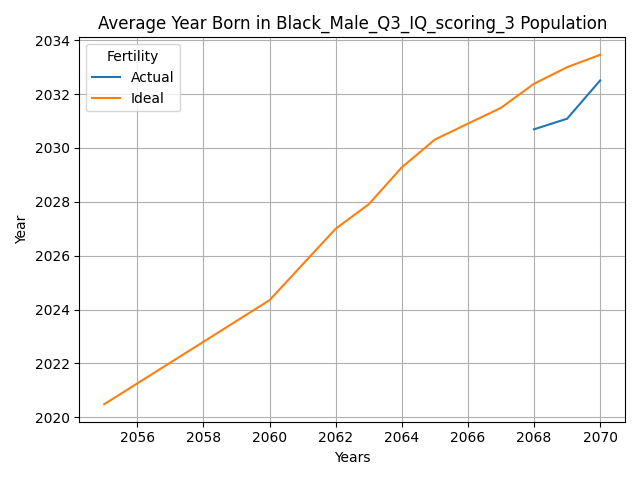 Average Year Born in Black_Male_Q3_IQ_scoring_3 Population
Fertility
Actual
Ideal
2034
2032
2030
2028
2026
2024
2022
2020
Year
2056 2058 2060 2062 2064 2066 2068 2070
Years